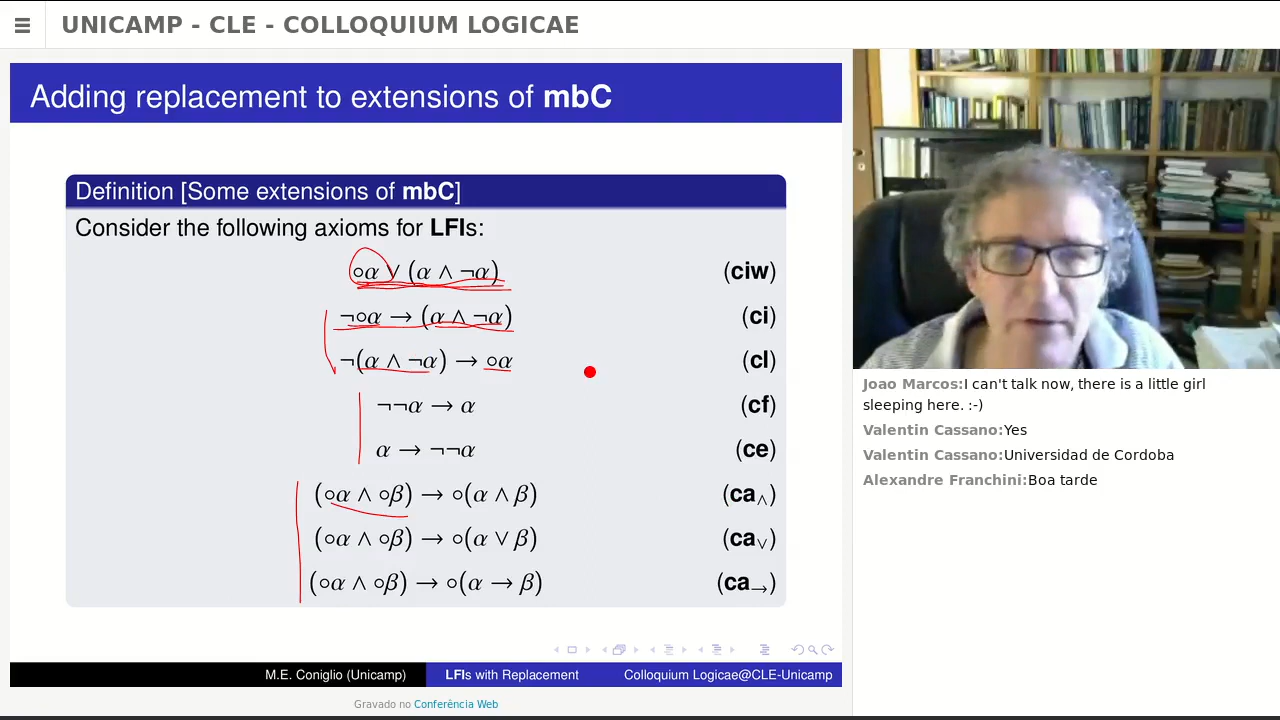 UNICAMP - CLE - COLLOQUIUM LOGICAE
Adding replacement to extensions of mbC
Definition [Some extensions of mbC]
Consider the following axioms for LFIs:
∘α ∨ (α ∧ ¬α) (ciw)
¬∘α → (α ∧ ¬α) (ci)
¬(α ∧ ¬α) → ∘α (cl)
¬¬α → α (cf)
α → ¬¬α (ce)
(∘α ∧ ∘β) → ∘(α ∧ β) (ca∧)
(∘α ∧ ∘β) → ∘(α ∨ β) (ca∨)
(∘α ∧ ∘β) → ∘(α → β) (ca→)
M.E. Coniglio (Unicamp) LFIs with Replacement Colloquium Logicae@CLE-Unicamp
Gravado no Conferência Web
Joao Marcos:I can't talk now, there is a little girl
sleeping here. :-)
Valentin Cassano:Yes
Valentin Cassano:Universidad de Cordoba
Alexandre Franchini:Boa tarde